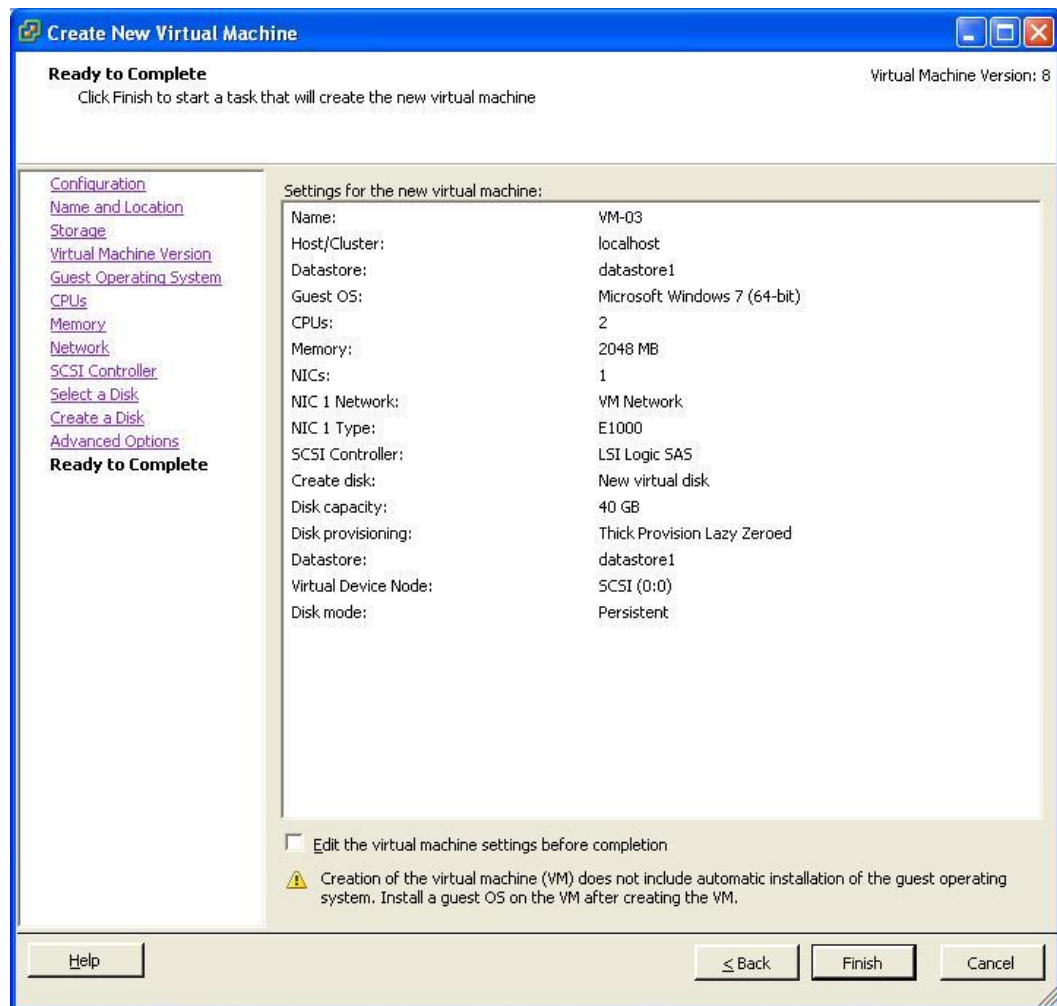 Create New Virtual Machine
Ready to Complete
Virtual Machine Version: 8
Click Finish to start a task that will create the new virtual machine
Configuration
Name and Location
Storage
Virtual Machine Version
Guest Operating System
CPUs
Memory
Network
SCSI Controller
Select a Disk
Create a Disk
Advanced Options
Ready to Complete
Settings for the new virtual machine:
Name: VM-03
Host/Cluster: localhost
Datastore: datastore1
Guest OS: Microsoft Windows 7 (64-bit)
CPUs: 2
Memory: 2048 MB
NICs: 1
NIC 1 Network: VM Network
NIC 1 Type: E1000
SCSI Controller: LSI Logic SAS
Create disk: New virtual disk
Disk capacity: 40 GB
Disk provisioning: Thick Provision Lazy Zeroed
Datastore: datastore1
Virtual Device Node: SCSI (0:0)
Disk mode: Persistent
Edit the virtual machine settings before completion
Creation of the virtual machine (VM) does not include automatic installation of the guest operating
system. Install a guest OS on the VM after creating the VM.
Help
< Back
Finish
Cancel